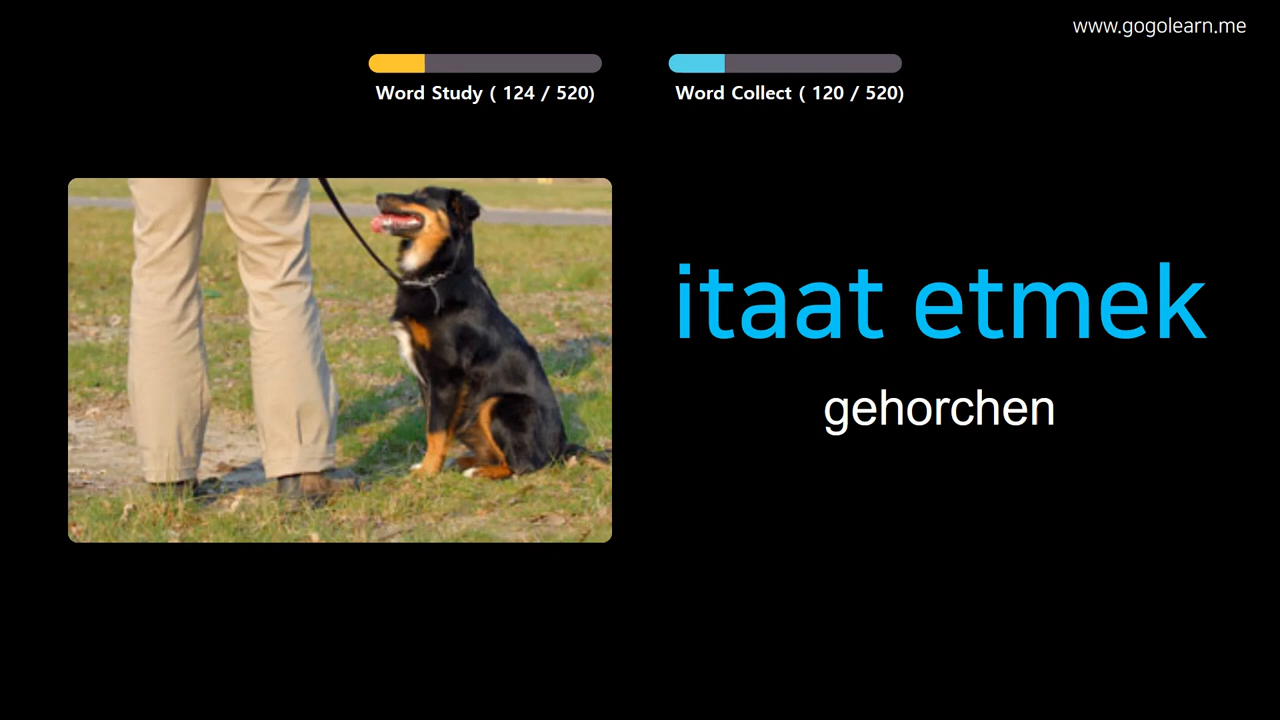 www.gogolearn.me
Word Study ( 124 / 520)
Word Collect ( 120 / 520)
itaat etmek
gehorchen